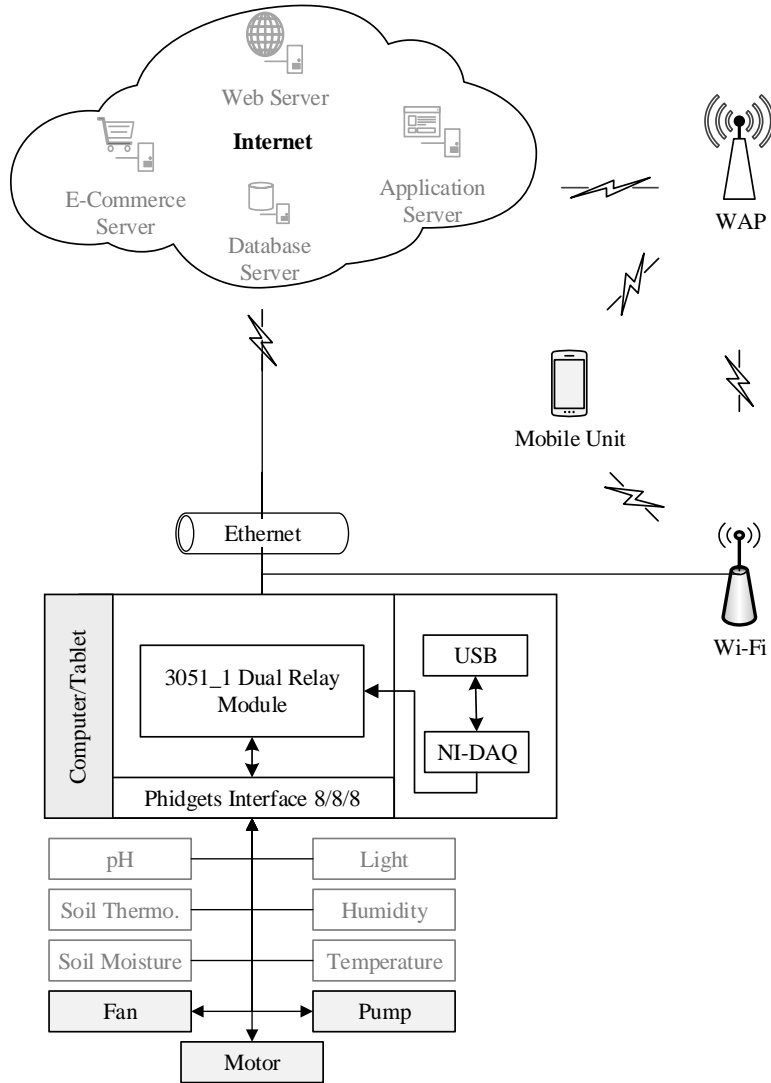 Web Server
Internet
E-Commerce
Server
Application
Server
Database
Server
WAP
Mobile Unit
Ethernet
Wi-Fi
Computer/Tablet
3051_1 Dual Relay
Module
USB
NI-DAQ
Phidgets Interface 8/8/8
pH
Light
Soil Thermo.
Humidity
Soil Moisture
Temperature
Fan
Pump
Motor